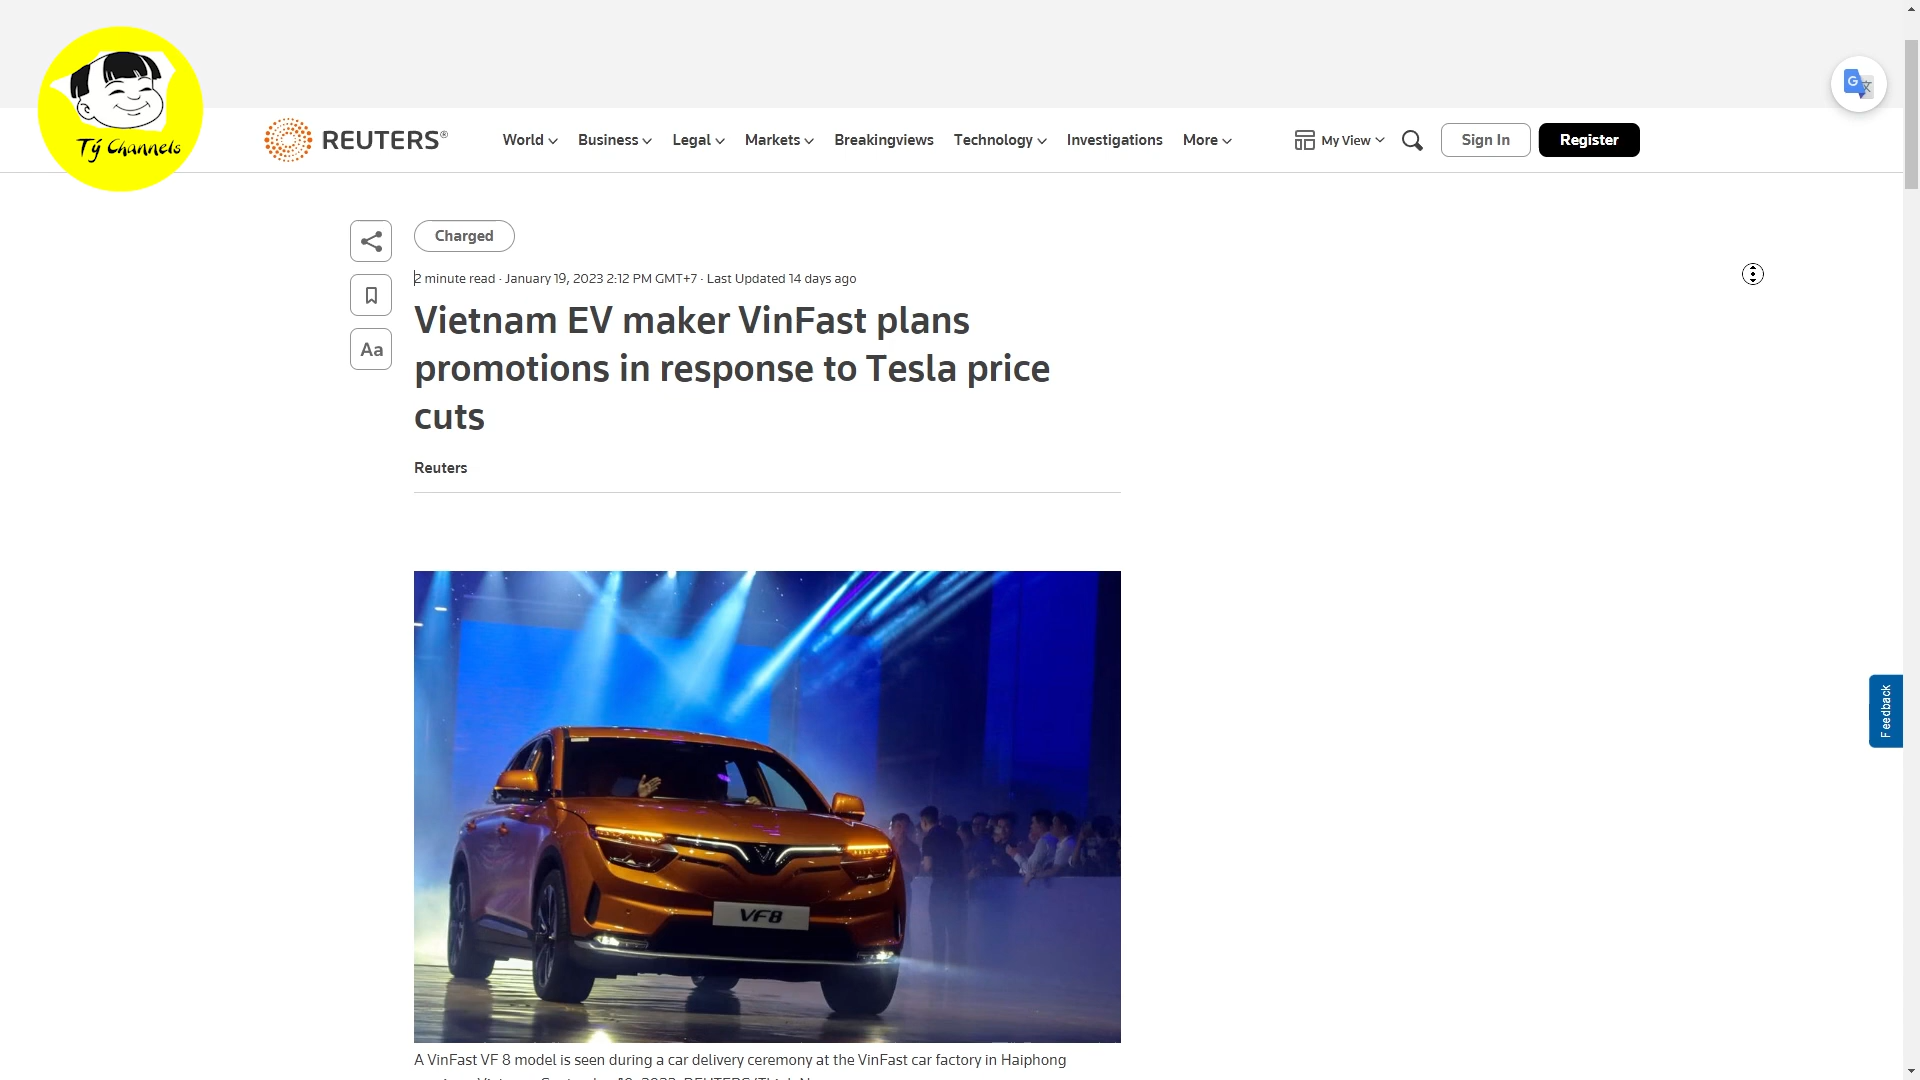 Tý Channels
REUTERS®
World
Business
Legal
Markets
Breakingviews
Technology
Investigations
More
My View
Sign In
Register
Charged
2 minute read · January 19, 2023 2:12 PM GMT+7 · Last Updated 14 days ago
Aa
Vietnam EV maker VinFast plans
promotions in response to Tesla price
cuts
Reuters
VF8
Feedback
A VinFast VF 8 model is seen during a car delivery ceremony at the VinFast car factory in Haiphong